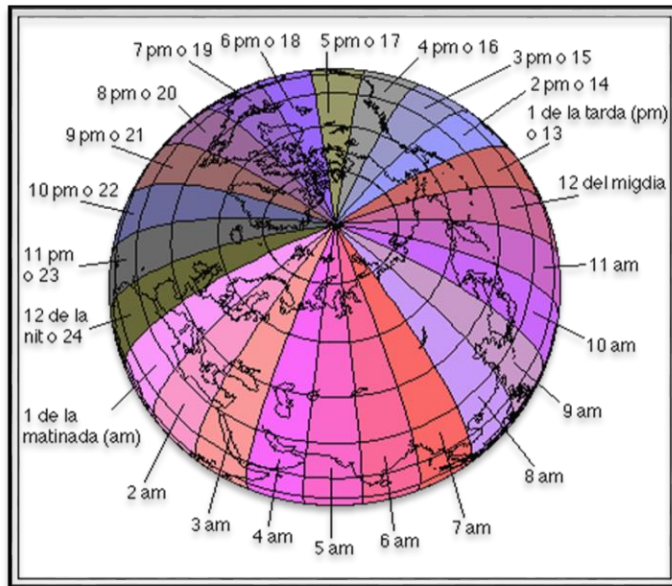 7 pm o 19
6 pm o 18
5 pm o 17
4 pm o 16
3 pm o 15
2 pm o 14
1 de la tarda (pm)
o 13
12 del migdia
11 am
10 am
9 am
8 am
7 am
6 am
5 am
4 am
3 am
2 am
1 de la
matinada (am)
12 de la
nit o 24
11 pm
o 23
10 pm o 22
9 pm o 21
8 pm o 20